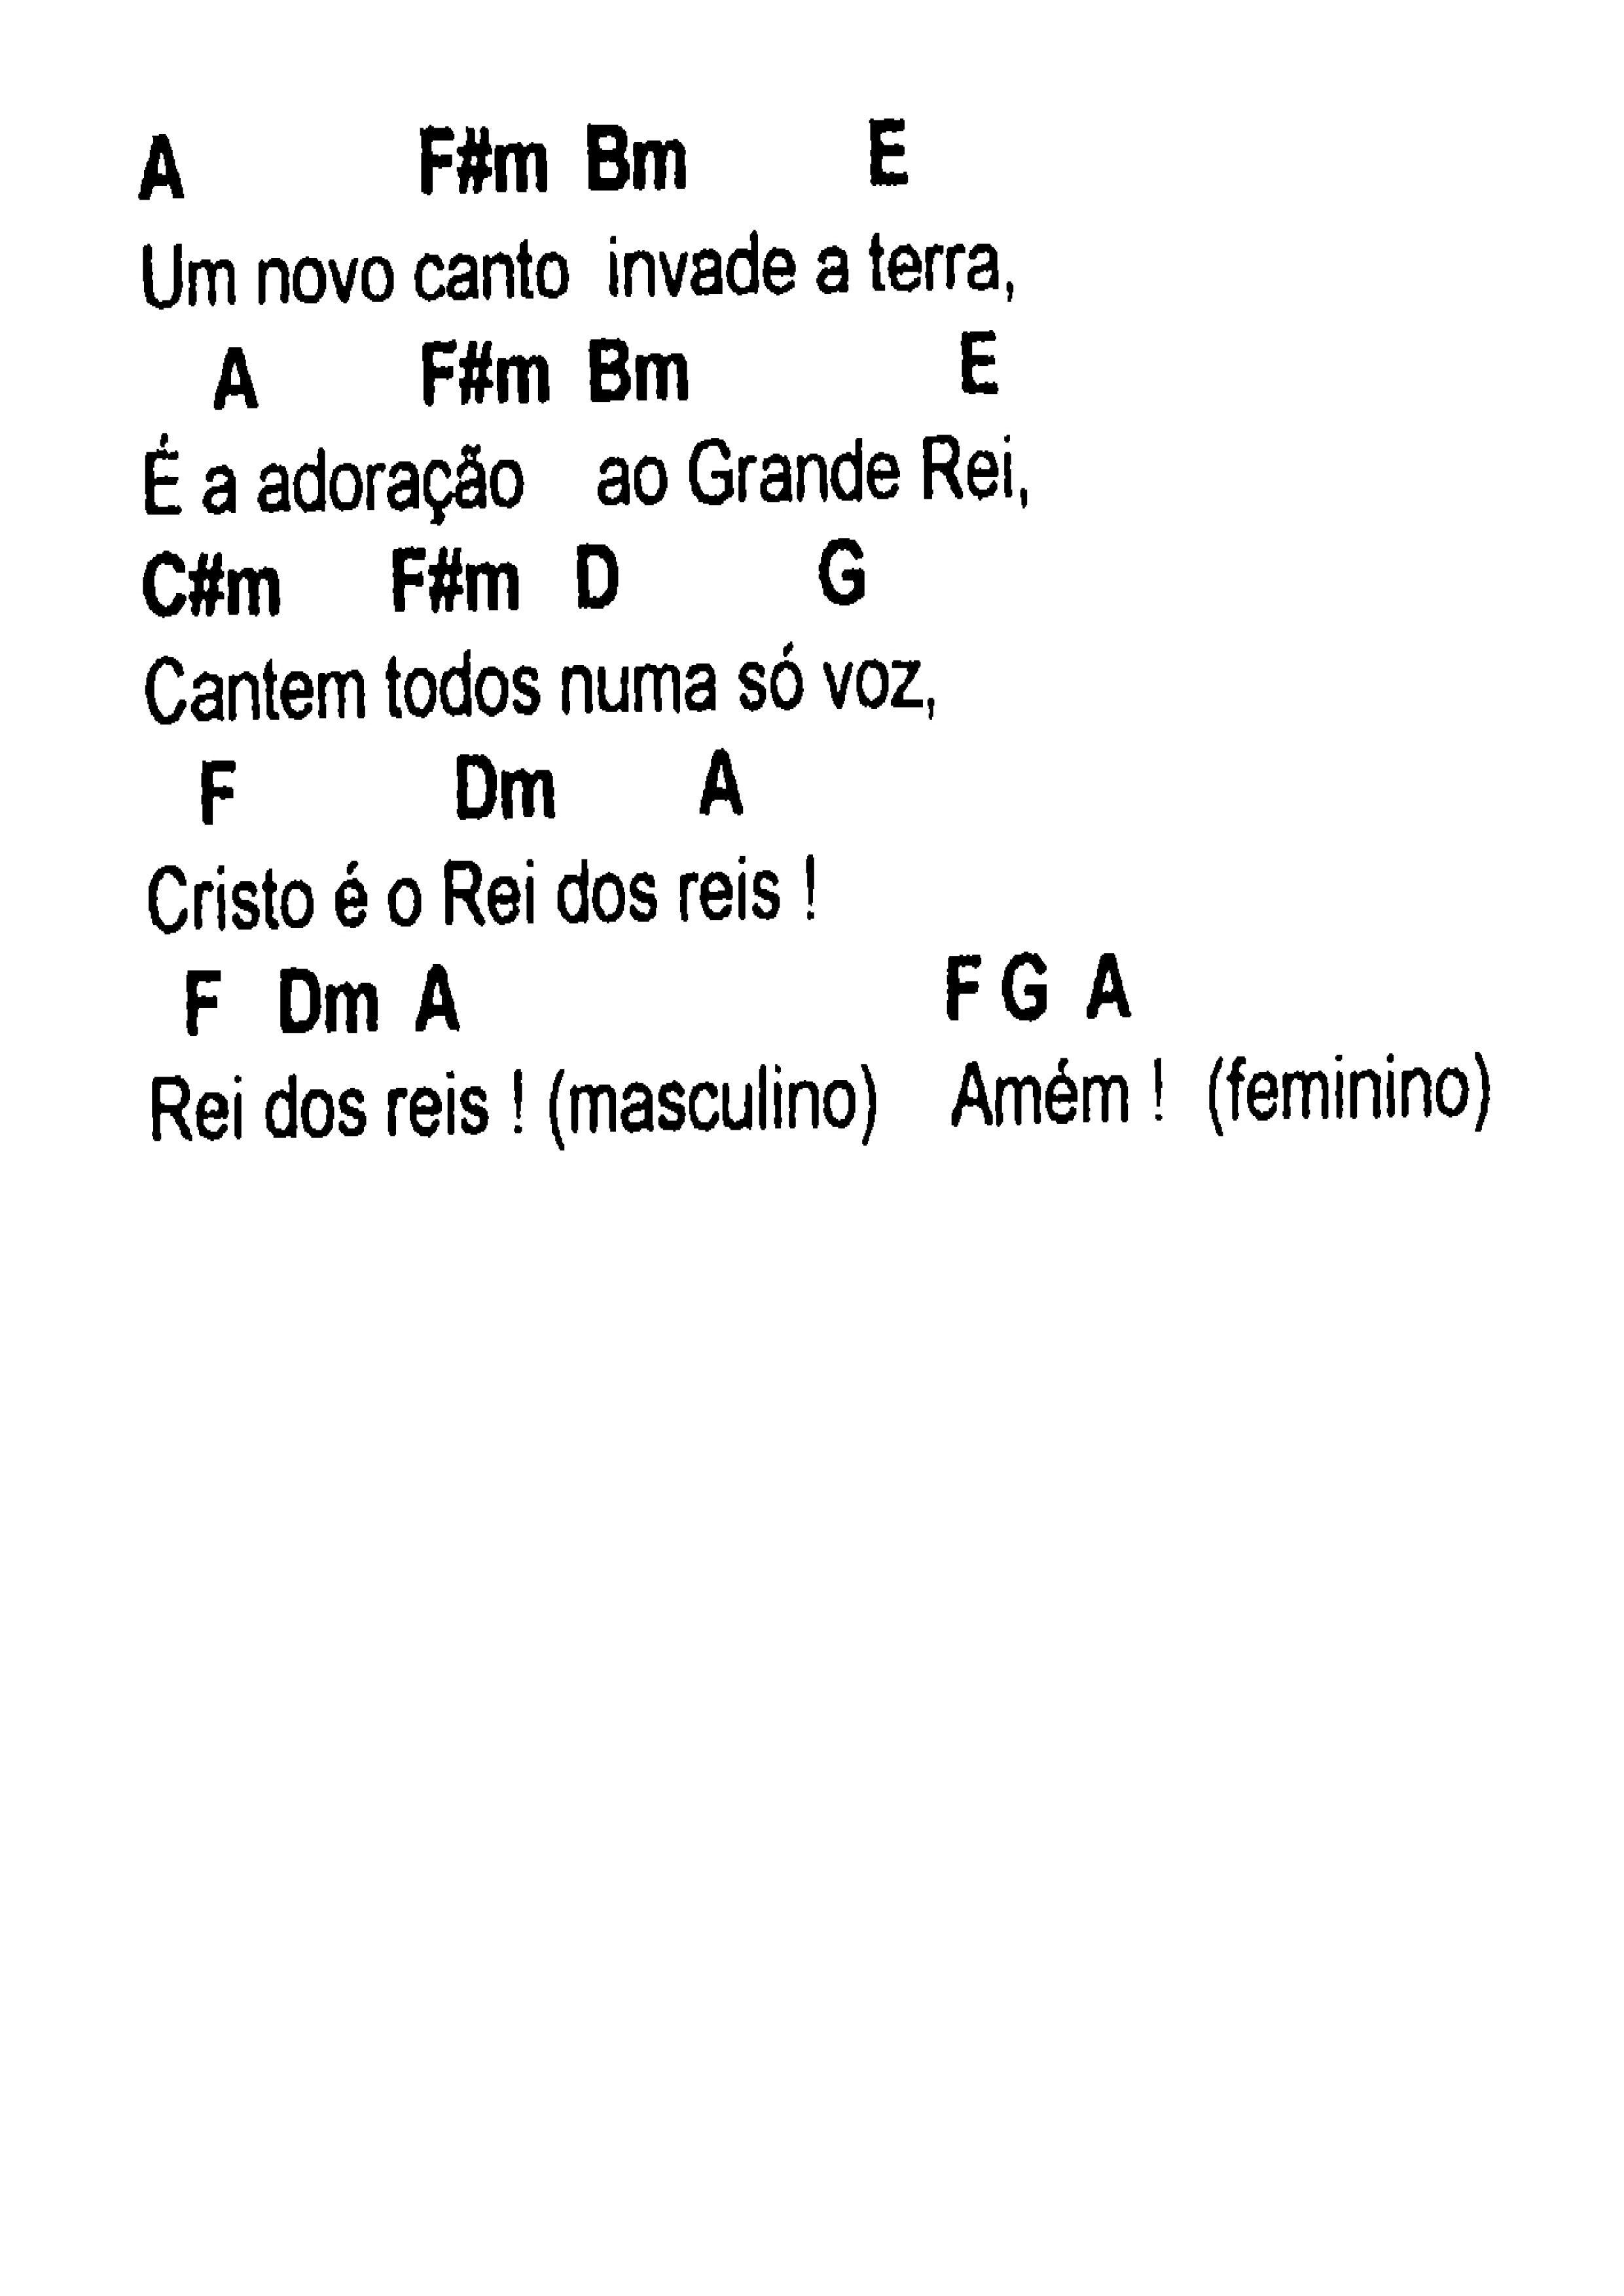 A F#m Bm E
Um novo canto invade a terra,
A F#m Bm E
É a adoração ao Grande Rei,
C#m F#m D G
Cantem todos numa só voz,
F Dm A
Cristo é o Rei dos reis !
F Dm A F G A
Rei dos reis ! (masculino) Amém ! (feminino)